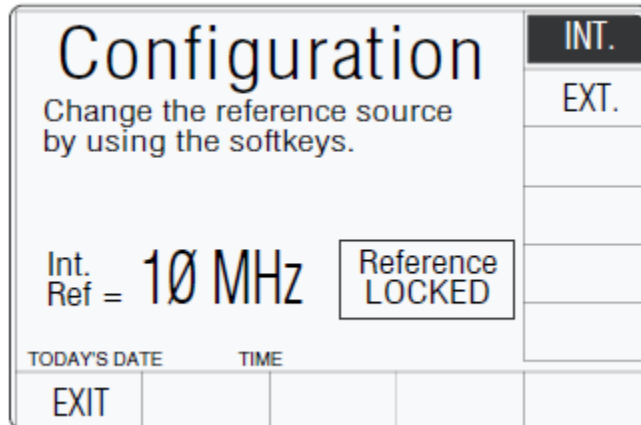 Configuration
Change the reference source
by using the softkeys.
Int.
Ref = 1Ø MHz
Reference
LOCKED
TODAY'S DATE TIME
EXIT
INT.
EXT.